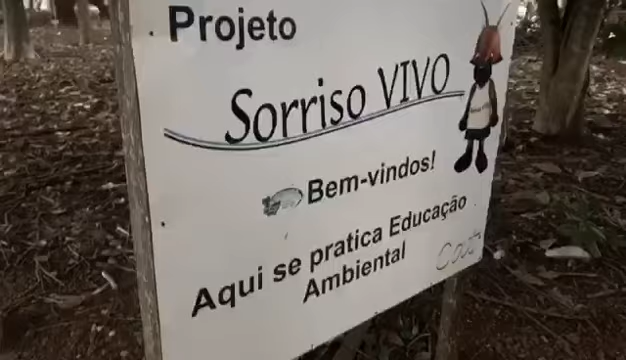 Projeto
Sorriso VIVO
Bem-vindos!
Aqui se pratica Educação
Ambiental